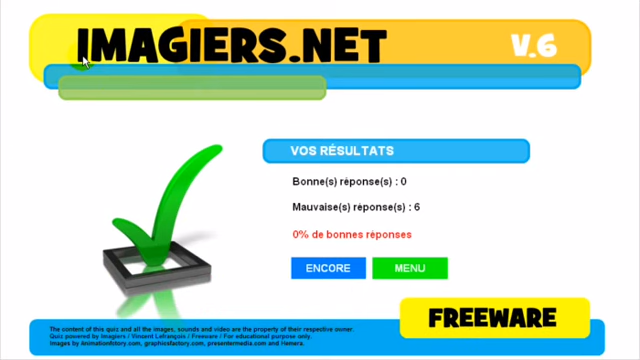 IMAGIERS.NET
V.6
VOS RÉSULTATS
Bonne(s) réponse(s) : 0
Mauvaise(s) réponse(s) : 6
0% de bonnes réponses
ENCORE
MENU
FREEWARE
The content of this quiz and all the images, sounds and video are the property of their respective owner.
Quiz powered by Imagiers / Vincent Lefrançois / Freeware / For educational purpose only.
Images by Animationfctory.com, graphicsfactory.com, presentermedia.com and Hemera.